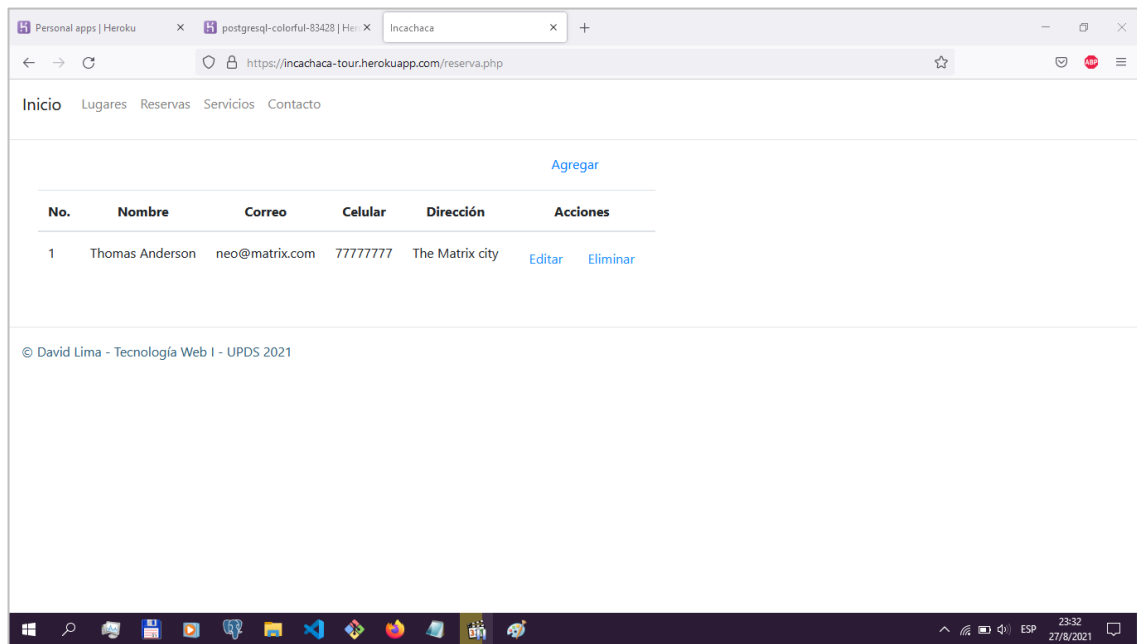 Personal apps | Heroku
postgresql-colorful-83428 | Her
Incachaca
https://incachaca-tour.herokuapp.com/reserva.php
ABP
Inicio Lugares Reservas Servicios Contacto
Agregar
No. Nombre Correo Celular Dirección Acciones
1 Thomas Anderson neo@matrix.com 77777777 The Matrix city Editar Eliminar
© David Lima - Tecnología Web I - UPDS 2021
ESP
23:32
27/8/2021